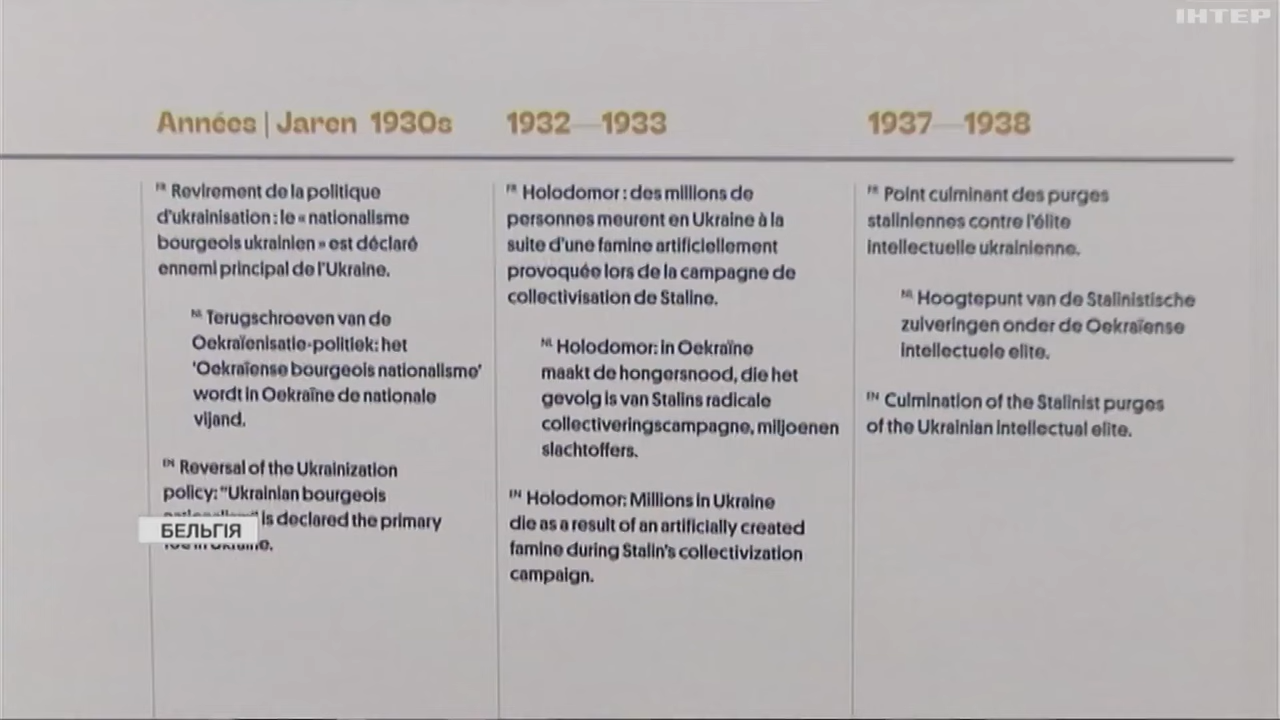 ІНТЕР
Années | Jaren 1930s
FR Revirement de la politique
d'ukrainisation : le « nationalisme
bourgeois ukrainien » est déclaré
ennemi principal de l'Ukraine.
NL Terugschroeven van de
Oekraïenisatie-politiek: het
'Oekraïense bourgeois nationalisme'
wordt in Oekraïne de nationale
vijand.
EN Reversal of the Ukrainization
policy: "Ukrainian bourgeois
is declared the primary
БЕЛЬГІЯ
1932—1933
FR Holodomor : des millions de
personnes meurent en Ukraine à la
suite d'une famine artificiellement
provoquée lors de la campagne de
collectivisation de Staline.
NL Holodomor: in Oekraïne
maakt de hongersnood, die het
gevolg is van Stalins radicale
collectiveringscampagne, miljoenen
slachtoffers.
EN Holodomor: Millions in Ukraine
die as a result of an artificially created
famine during Stalin's collectivization
campaign.
1937—1938
FR Point culminant des purges
staliniennes contre l'élite
intellectuelle ukrainienne.
NL Hoogtepunt van de Stalinistische
zuiveringen onder de Oekraïense
intellectuele elite.
EN Culmination of the Stalinist purges
of the Ukrainian intellectual elite.